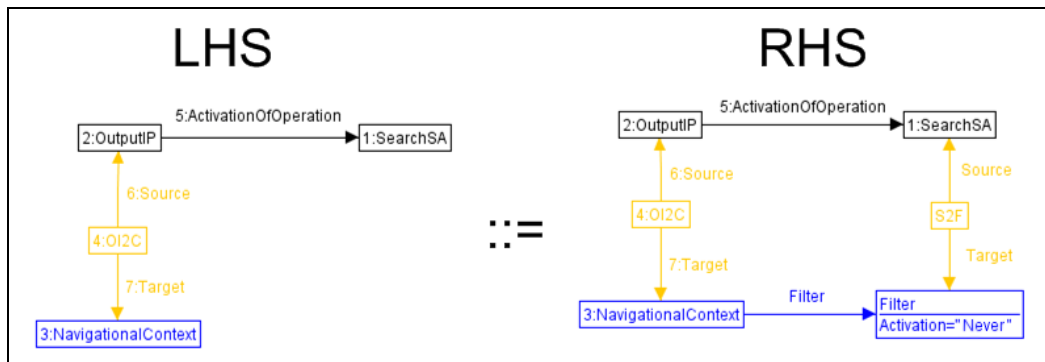 LHS
RHS
5:ActivationOfOperation
2:OutputIP
1:SearchSA
6:Source
4:OI2C
7:Target
3:NavigationalContext
::=
5:ActivationOfOperation
2:OutputIP
1:SearchSA
6:Source
Source
4:OI2C
S2F
7:Target
Target
3:NavigationalContext
Filter
Filter
Activation="Never"